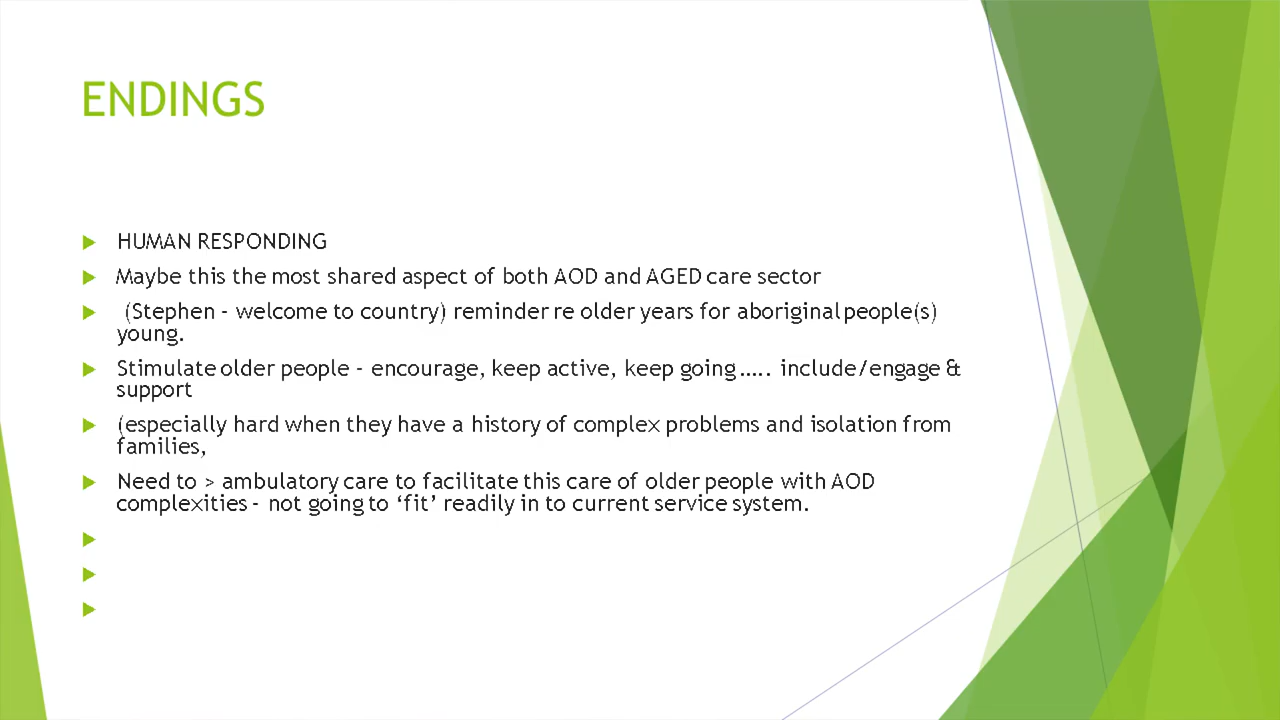 ENDINGS
HUMAN RESPONDING
Maybe this the most shared aspect of both AOD and AGED care sector
(Stephen - welcome to country) reminder re older years for aboriginal people(s)
young.
Stimulate older people - encourage, keep active, keep going ..... include/engage &
support
(especially hard when they have a history of complex problems and isolation from
families,
Need to > ambulatory care to facilitate this care of older people with AOD
complexities - not going to ‘fit’ readily in to current service system.